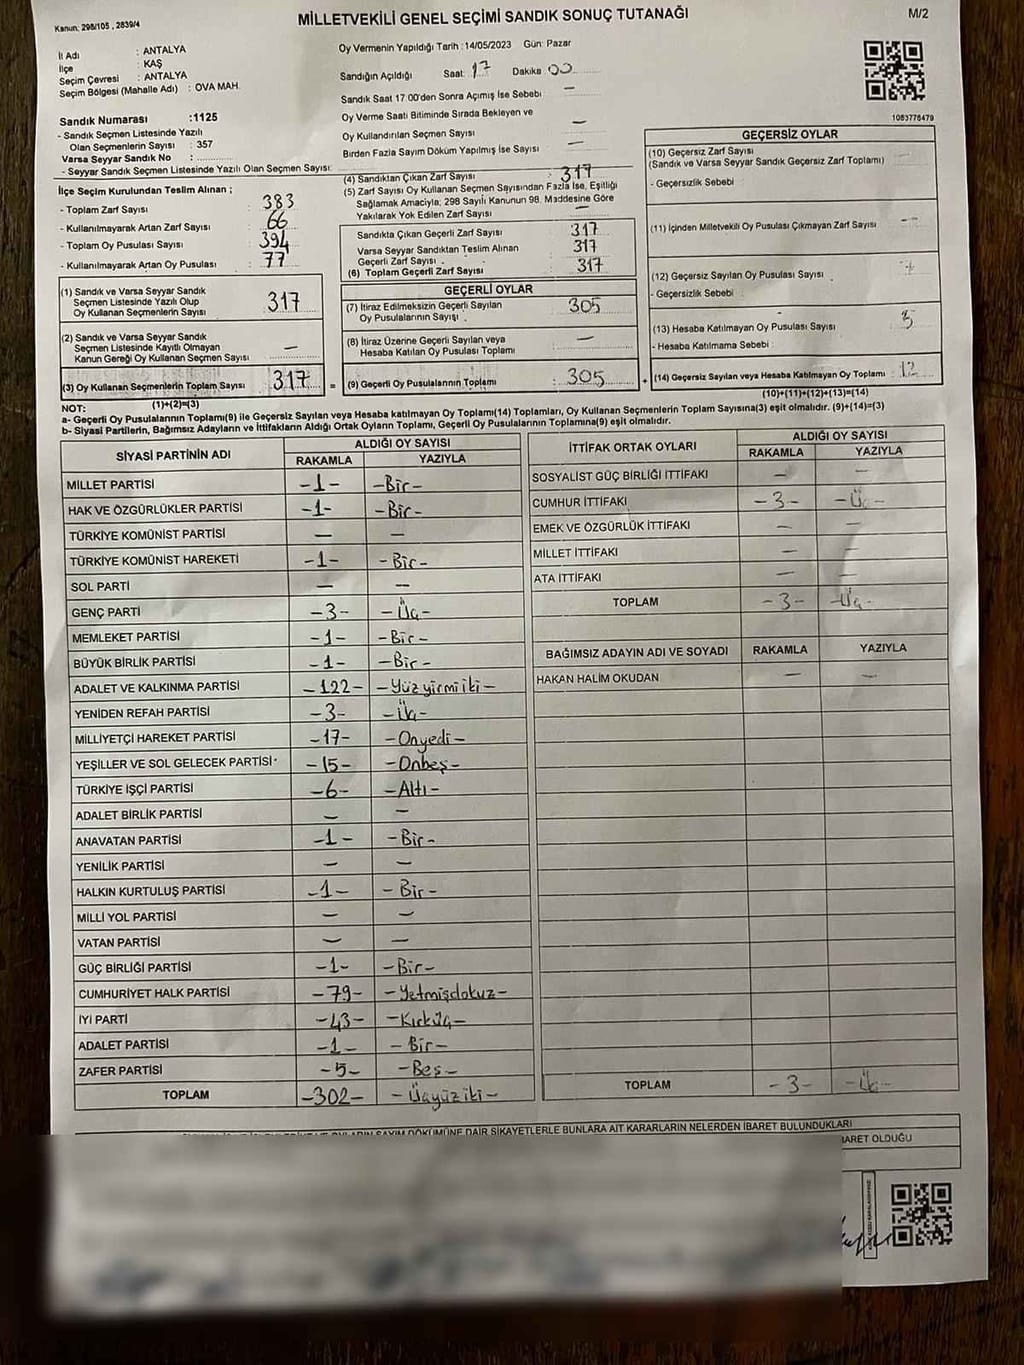 Kanun: 298/105 , 2839/4
MİLLETVEKİLİ GENEL SEÇİMİ SANDIK SONUÇ TUTANAĞI
M/2
İl Adı : ANTALYA
İlçe : KAŞ
Seçim Çevresi : ANTALYA
Seçim Bölgesi (Mahalle Adı) : OVA MAH.
Sandık Numarası :1125
- Sandık Seçmen Listesinde Yazılı
Olan Seçmenlerin Sayısı : 357
Varsa Seyyar Sandık No :
- Seyyar Sandık Seçmen Listesinde Yazılı Olan Seçmen Sayısı:
Oy Vermenin Yapıldığı Tarih :14/05/2023 Gün: Pazar
Sandığın Açıldığı Saat: 17 Dakika: 00
Sandık Saat 17:00'den Sonra Açımış İse Sebebi : —
Oy Verme Saati Bitiminde Sırada Bekleyen ve
Oy Kullandırılan Seçmen Sayısı : —
Birden Fazla Sayım Döküm Yapılmış İse Sayısı : —
1083776479
İlçe Seçim Kurulundan Teslim Alınan ;
- Toplam Zarf Sayısı : 383
- Kullanılmayarak Artan Zarf Sayısı : 66
- Toplam Oy Pusulası Sayısı : 394
- Kullanılmayarak Artan Oy Pusulası : 77
(1) Sandık ve Varsa Seyyar Sandık
Seçmen Listesinde Yazılı Olup
Oy Kullanan Seçmenlerin Sayısı : 317
(2) Sandık ve Varsa Seyyar Sandık
Seçmen Listesinde Kayıtlı Olmayan
Kanun Gereği Oy Kullanan Seçmen Sayısı : —
(3) Oy Kullanan Seçmenlerin Toplam Sayısı : 317 =
(1)+(2)=(3)
(4) Sandıktan Çıkan Zarf Sayısı : 317
(5) Zarf Sayısı Oy Kullanan Seçmen Sayısından Fazla İse, Eşitliği
Sağlamak Amacıyla; 298 Sayılı Kanunun 98. Maddesine Göre
Yakılarak Yok Edilen Zarf Sayısı : —
Sandıkta Çıkan Geçerli Zarf Sayısı : 317
Varsa Seyyar Sandıktan Teslim Alınan
Geçerli Zarf Sayısı : 317
(6) Toplam Geçerli Zarf Sayısı : 317
GEÇERLİ OYLAR
(7) İtiraz Edilmeksizin Geçerli Sayılan
Oy Pusulalarının Sayısı : 305
(8) İtiraz Üzerine Geçerli Sayılan veya
Hesaba Katılan Oy Pusulası Toplamı : —
(9) Geçerli Oy Pusulalarının Toplamı : 305 +
GEÇERSİZ OYLAR
(10) Geçersiz Zarf Sayısı
(Sandık ve Varsa Seyyar Sandık Geçersiz Zarf Toplamı) : —
- Geçersizlik Sebebi :
(11) İçinden Milletvekili Oy Pusulası Çıkmayan Zarf Sayısı : —
(12) Geçersiz Sayılan Oy Pusulası Sayısı :
- Geçersizlik Sebebi :
(13) Hesaba Katılmayan Oy Pusulası Sayısı :
- Hesaba Katılmama Sebebi :
(14) Geçersiz Sayılan veya Hesaba Katılmayan Oy Toplamı : 12
(10)+(11)+(12)+(13)=(14)
NOT:
a- Geçerli Oy Pusulalarının Toplamı(9) ile Geçersiz Sayılan veya Hesaba katılmayan Oy Toplamı(14) Toplamları, Oy Kullanan Seçmenlerin Toplam Sayısına(3) eşit olmalıdır. (9)+(14)=(3)
b- Siyasi Partilerin, Bağımsız Adayların ve İttifakların Aldığı Ortak Oyların Toplamı, Geçerli Oy Pusulalarının Toplamına(9) eşit olmalıdır.
SİYASİ PARTİNİN ADI
ALDIĞI OY SAYISI
RAKAMLA YAZIYLA
MİLLET PARTİSİ -1- -Bir-
HAK VE ÖZGÜRLÜKLER PARTİSİ -1- -Bir-
TÜRKİYE KOMÜNİST PARTİSİ — —
TÜRKİYE KOMÜNİST HAREKETİ -1- -Bir-
SOL PARTİ — —
GENÇ PARTİ -3- -Üç-
MEMLEKET PARTİSİ -1- -Bir-
BÜYÜK BİRLİK PARTİSİ -1- -Bir-
ADALET VE KALKINMA PARTİSİ -122- -Yüzyirmiiki-
YENİDEN REFAH PARTİSİ -3- -Üç-
MİLLİYETÇİ HAREKET PARTİSİ -17- -Onyedi-
YEŞİLLER VE SOL GELECEK PARTİSİ -15- -Onbeş-
TÜRKİYE İŞÇİ PARTİSİ -6- -Altı-
ADALET BİRLİK PARTİSİ — —
ANAVATAN PARTİSİ -1- -Bir-
YENİLİK PARTİSİ — —
HALKIN KURTULUŞ PARTİSİ -1- -Bir-
MİLLİ YOL PARTİSİ — —
VATAN PARTİSİ — —
GÜÇ BİRLİĞİ PARTİSİ -1- -Bir-
CUMHURİYET HALK PARTİSİ -79- -Yetmişdokuz-
İYİ PARTİ -43- -Kırküç-
ADALET PARTİSİ -1- -Bir-
ZAFER PARTİSİ -5- -Beş-
TOPLAM -302- -Üçyüziki-
İTTİFAK ORTAK OYLARI
ALDIĞI OY SAYISI
RAKAMLA YAZIYLA
SOSYALİST GÜÇ BİRLİĞİ İTTİFAKI — —
CUMHUR İTTİFAKI -3- -Üç-
EMEK VE ÖZGÜRLÜK İTTİFAKI — —
MİLLET İTTİFAKI — —
ATA İTTİFAKI — —
TOPLAM -3- -Üç-
BAĞIMSIZ ADAYIN ADI VE SOYADI RAKAMLA YAZIYLA
HAKAN HALİM OKUDAN — —
TOPLAM -3- -Üç-
SAYIM DÖKÜMÜNE DAİR ŞİKAYETLERLE BUNLARA AİT KARARLARIN NELERDEN İBARET BULUNDUKLARI
İBARET OLDUĞU